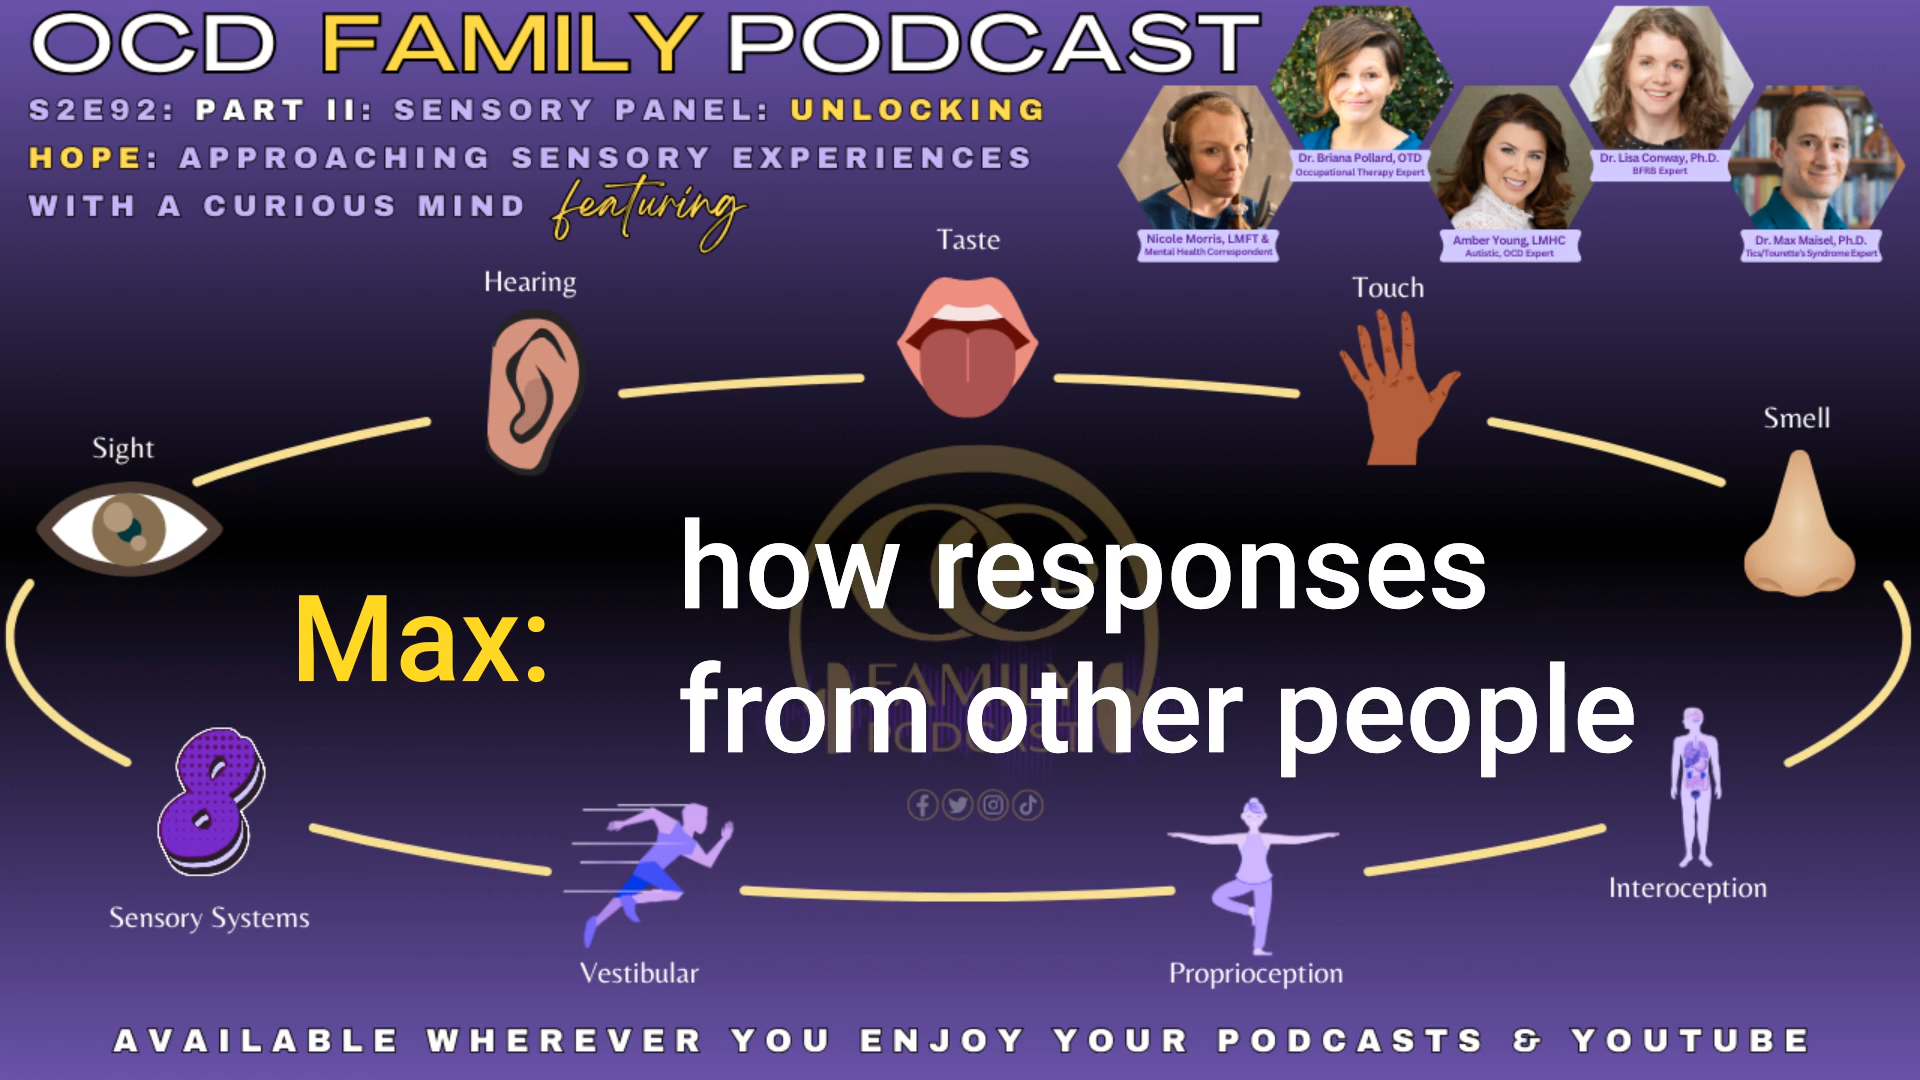 OCD FAMILY PODCAST
S2E92: PART II: SENSORY PANEL: UNLOCKING
HOPE: APPROACHING SENSORY EXPERIENCES
WITH A CURIOUS MIND featuring
Dr. Briana Pollard, OTD
Occupational Therapy Expert
Dr. Lisa Conway, Ph.D.
BFRB Expert
Nicole Morris, LMFT &
Mental Health Correspondent
Amber Young, LMHC
Autistic, OCD Expert
Dr. Max Maisel, Ph.D.
Tics/Tourette's Syndrome Expert
Taste
Hearing
Touch
Smell
Sight
Max:
how responses
from other people
FAMILY
PODCAST
8
Interoception
Sensory Systems
Vestibular
Proprioception
AVAILABLE WHEREVER YOU ENJOY YOUR PODCASTS & YOUTUBE